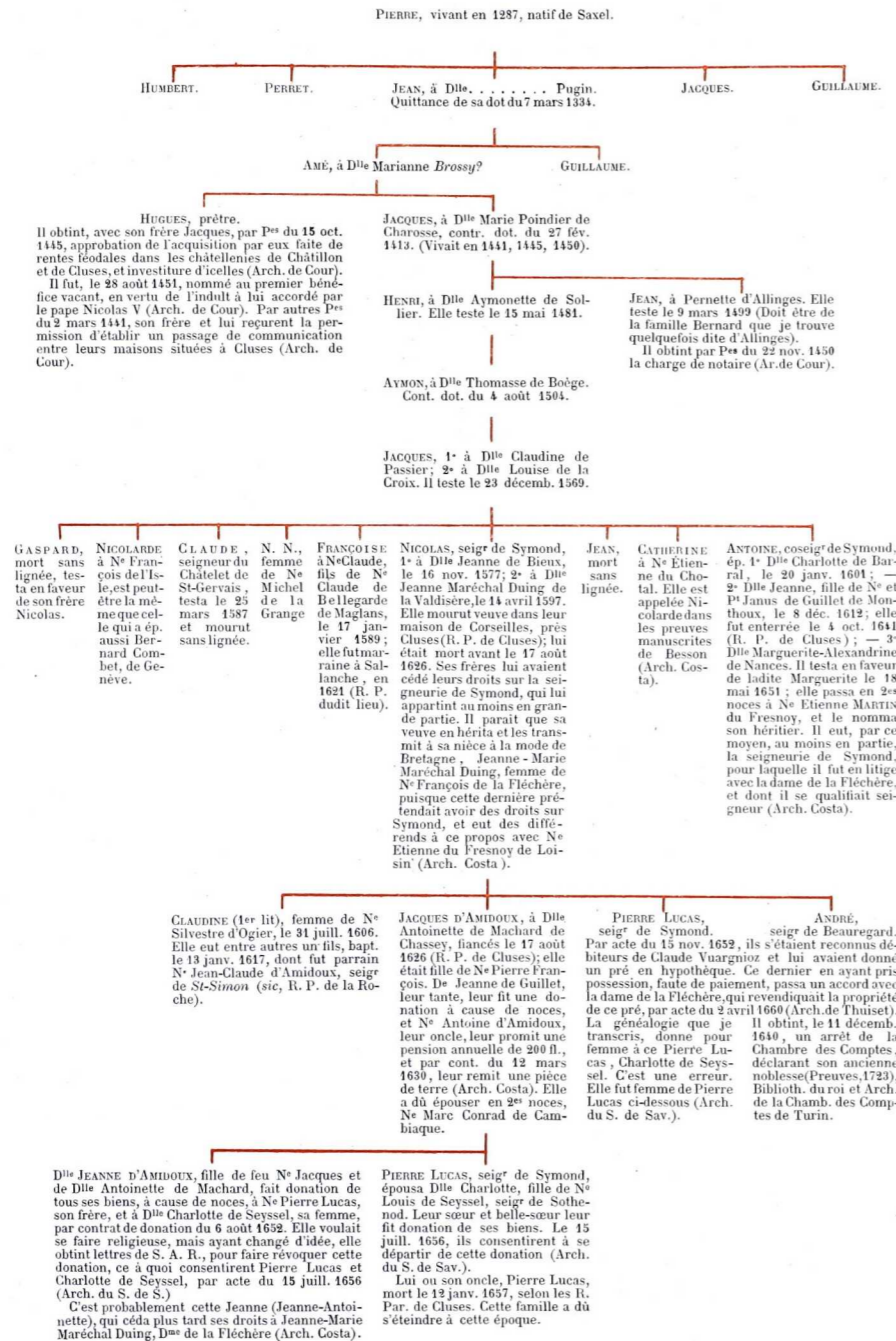 PIERRE, vivant en 1287, natif de Saxel.
HUMBERT.
PERRET.
JEAN, à Dlle. . . . . . . . . Pugin.
Quittance de sa dot du 7 mars 1334.
JACQUES.
GUILLAUME.
AMÉ, à Dlle Marianne Brossy?
GUILLAUME.
HUGUES, prêtre.
Il obtint, avec son frère Jacques, par Pes du 15 oct.
1445, approbation de l'acquisition par eux faite de
rentes féodales dans les châtellenies de Châtillon
et de Cluses, et investiture d'icelles (Arch. de Cour).
Il fut, le 28 août 1451, nommé au premier béné-
fice vacant, en vertu de l'indult à lui accordé par
le pape Nicolas V (Arch. de Cour). Par autres Pes
du 2 mars 1441, son frère et lui reçurent la per-
mission d'établir un passage de communication
entre leurs maisons situées à Cluses (Arch. de
Cour).
JACQUES, à Dlle Marie Poindier de
Charosse, contr. dot. du 27 fév.
1413. (Vivait en 1441, 1445, 1450).
HENRI, à Dlle Aymonette de Sol-
lier. Elle teste le 15 mai 1481.
JEAN, à Pernette d'Allinges. Elle
teste le 9 mars 1499 (Doit être de
la famille Bernard que je trouve
quelquefois dite d'Allinges).
Il obtint par Pes du 22 nov. 1450
la charge de notaire (Ar. de Cour).
AYMON, à Dlle Thomasse de Boëge.
Cont. dot. du 4 août 1504.
JACQUES, 1° à Dlle Claudine de
Passier; 2° à Dlle Louise de la
Croix. Il teste le 23 décemb. 1569.
GASPARD,
mort sans
lignée, tes-
ta en faveur
de son frère
Nicolas.
NICOLARDE
à Ne Fran-
çois de l'Is-
le, est peut-
être la mê-
me que cel-
le qui a ép.
aussi Ber-
nard Com-
bet, de Ge-
nève.
CLAUDE,
seigneur du
Châtelet de
St-Gervais,
testa le 25
mars 1587
et mourut
sans lignée.
N. N.,
femme
de Ne
Michel
de la
Grange
FRANÇOISE
à Ne Claude,
fils de Ne
Claude de
Bellegarde
de Maglans,
le 17 jan-
vier 1589;
elle fut mar-
raine à Sal-
lanche, en
1621 (R. P.
dudit lieu).
NICOLAS, seigr de Symond,
1° à Dlle Jeanne de Bieux,
le 16 nov. 1577; 2° à Dlle
Jeanne Maréchal Duing de
la Valdisère, le 14 avril 1597.
Elle mourut veuve dans leur
maison de Corseilles, près
Cluses (R. P. de Cluses); lui
était mort avant le 17 août
1626. Ses frères lui avaient
cédé leurs droits sur la sei-
gneurie de Symond, qui lui
appartint au moins en gran-
de partie. Il parait que sa
veuve en hérita et les trans-
mit à sa nièce à la mode de
Bretagne, Jeanne-Marie
Maréchal Duing, femme de
Ne François de la Fléchère,
puisque cette dernière pré-
tendait avoir des droits sur
Symond, et eut des diffé-
rends à ce propos avec Ne
Etienne du Fresnoy de Loi-
sin (Arch. Costa).
JEAN,
mort
sans
lignée.
CATHERINE
à Ne Étien-
ne du Cho-
tal. Elle est
appelée Ni-
colarde dans
les preuves
manuscrites
de Besson
(Arch. Cos-
ta).
ANTOINE, coseigr de Symond,
ép. 1° Dlle Charlotte de Bar-
ral, le 20 janv. 1601; —
2° Dlle Jeanne, fille de Ne et
Pt Janus de Guillet de Mon-
thoux, le 8 déc. 1612; elle
fut enterrée le 4 oct. 1641
(R. P. de Cluses); — 3°
Dlle Marguerite-Alexandrine
de Nances. Il testa en faveur
de ladite Marguerite le 18
mai 1651; elle passa en 2es
noces à Ne Etienne MARTIN
du Fresnoy, et le nomma
son héritier. Il eut, par ce
moyen, au moins en partie,
la seigneurie de Symond,
pour laquelle il fut en litige
avec la dame de la Fléchère,
et dont il se qualifiait sei-
gneur (Arch. Costa).
CLAUDINE (1er lit), femme de Ne
Silvestre d'Ogier, le 31 juill. 1606.
Elle eut entre autres un fils, bapt.
le 13 janv. 1617, dont fut parrain
Ne Jean-Claude d'Amidoux, seigr
de St-Simon (sic, R. P. de la Ro-
che).
JACQUES D'AMIDOUX, à Dlle
Antoinette de Machard de
Chassey, fiancés le 17 août
1626 (R. P. de Cluses); elle
était fille de Ne Pierre Fran-
çois. De Jeanne de Guillet,
leur tante, leur fit une do-
nation à cause de noces,
et Ne Antoine d'Amidoux,
leur oncle, leur promit une
pension annuelle de 200 fl.,
et par cont. du 12 mars
1630, leur remit une pièce
de terre (Arch. Costa). Elle
a dû épouser en 2es noces,
Ne Marc Conrad de Cam-
biaque.
PIERRE LUCAS,
seigr de Symond.
ANDRÉ,
seigr de Beauregard.
Par acte du 15 nov. 1652, ils s'étaient reconnus dé-
biteurs de Claude Vuargnioz et lui avaient donné
un pré en hypothèque. Ce dernier en ayant pris
possession, faute de paiement, passa un accord avec
la dame de la Fléchère, qui revendiquait la propriété
de ce pré, par acte du 2 avril 1660 (Arch. de Thuiset).
La généalogie que je
transcris, donne pour
femme à ce Pierre Lu-
cas, Charlotte de Seys-
sel. C'est une erreur.
Elle fut femme de Pierre
Lucas ci-dessous (Arch.
du S. de Sav.).
Il obtint, le 11 décemb.
1640, un arrêt de la
Chambre des Comptes,
déclarant son ancienne
noblesse (Preuves, 1723).
Biblioth. du roi et Arch.
de la Chamb. des Comp-
tes de Turin.
Dlle JEANNE D'AMIDOUX, fille de feu Ne Jacques et
de Dlle Antoinette de Machard, fait donation de
tous ses biens, à cause de noces, à Ne Pierre Lucas,
son frère, et à Dlle Charlotte de Seyssel, sa femme,
par contrat de donation du 6 août 1652. Elle voulait
se faire religieuse, mais ayant changé d'idée, elle
obtint lettres de S. A. R., pour faire révoquer cette
donation, ce à quoi consentirent Pierre Lucas et
Charlotte de Seyssel, par acte du 15 juill. 1656
(Arch. du S. de S.)
C'est probablement cette Jeanne (Jeanne-Antoi-
nette), qui céda plus tard ses droits à Jeanne-Marie
Maréchal Duing, Dme de la Fléchère (Arch. Costa).
PIERRE LUCAS, seigr de Symond,
épousa Dlle Charlotte, fille de Ne
Louis de Seyssel, seigr de Sothe-
nod. Leur sœur et belle-sœur leur
fit donation de ses biens. Le 15
juill. 1656, ils consentirent à se
départir de cette donation (Arch.
du S. de Sav.).
Lui ou son oncle, Pierre Lucas,
mort le 12 janv. 1657, selon les R.
Par. de Cluses. Cette famille a dû
s'éteindre à cette époque.